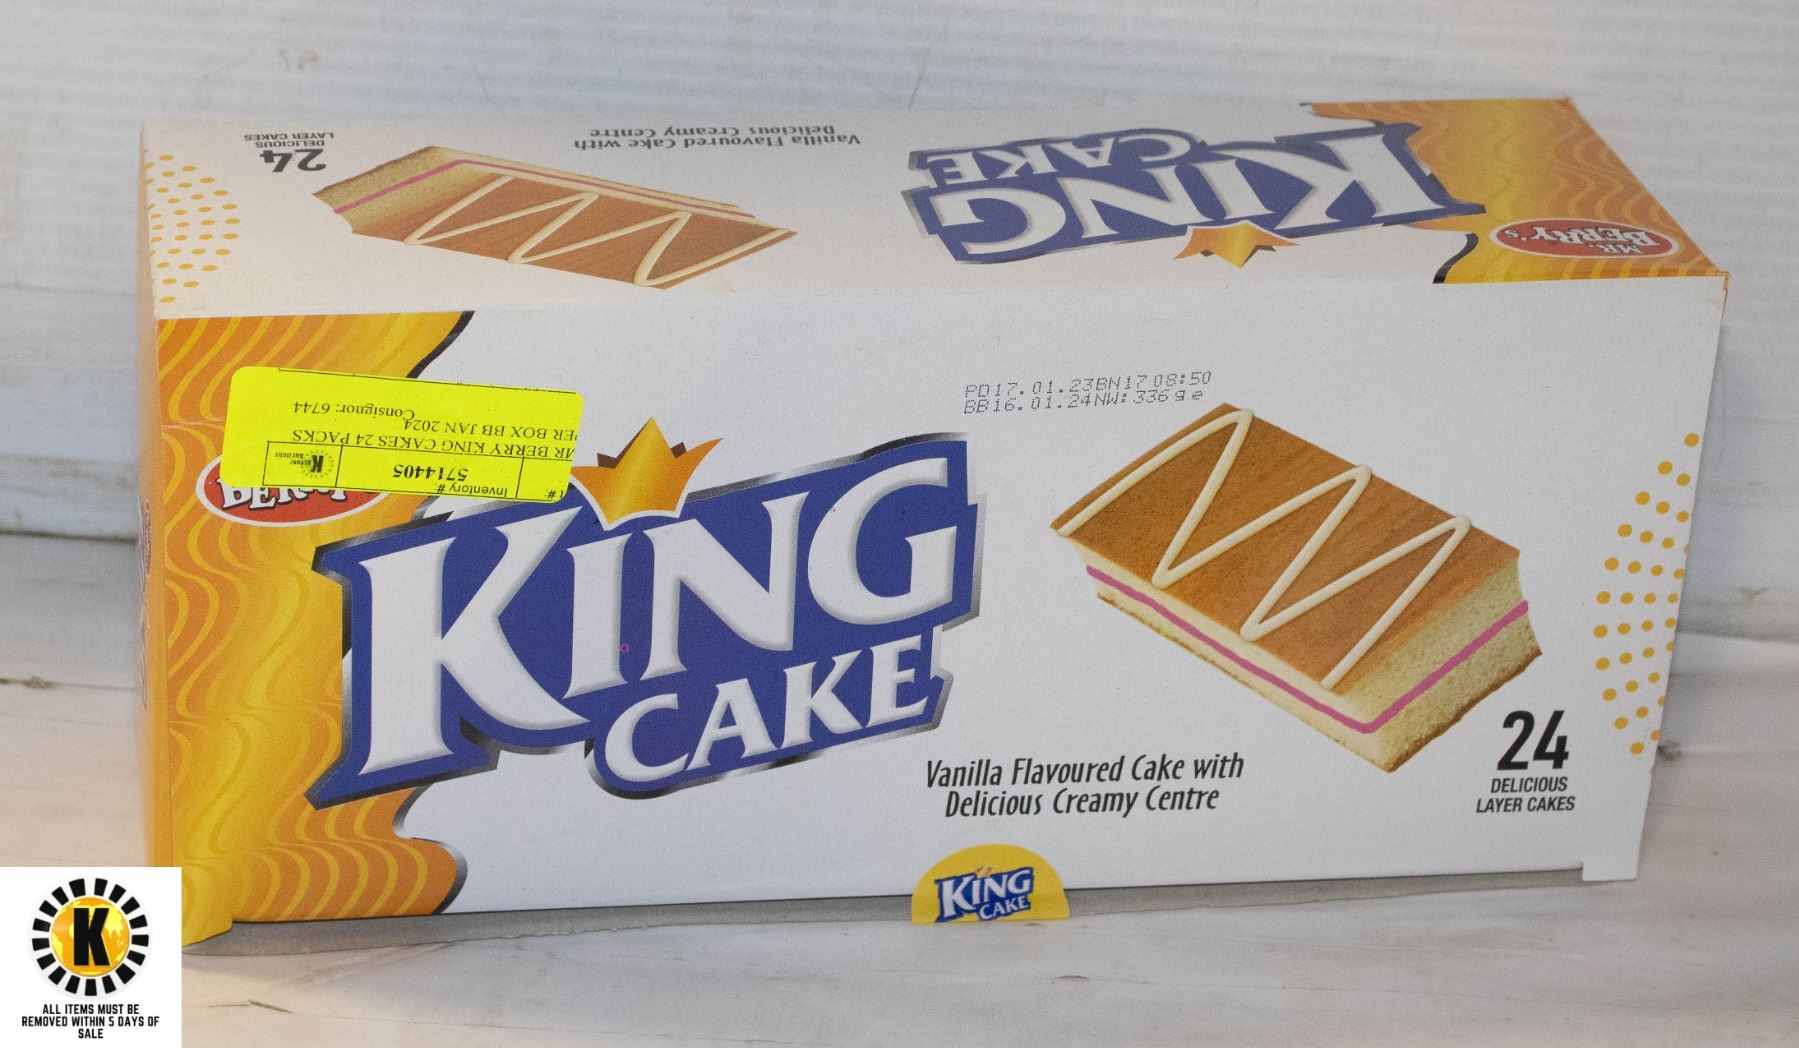 24
DELICIOUS
LAYER CAKES
Vanilla Flavoured Cake with
Delicious Creamy Centre
KING
CAKE
MR.
BERRY'S
PD17.01.23BN17 08:50
BB16.01.24NW:336g e
Inventory #
5714405
MR BERRY KING CAKES 24 PACKS
PER BOX BB JAN 2024
Consignor: 6744
KING
CAKE
Vanilla Flavoured Cake with
Delicious Creamy Centre
24
DELICIOUS
LAYER CAKES
KING
CAKE
K
ALL ITEMS MUST BE
REMOVED WITHIN 5 DAYS OF
SALE